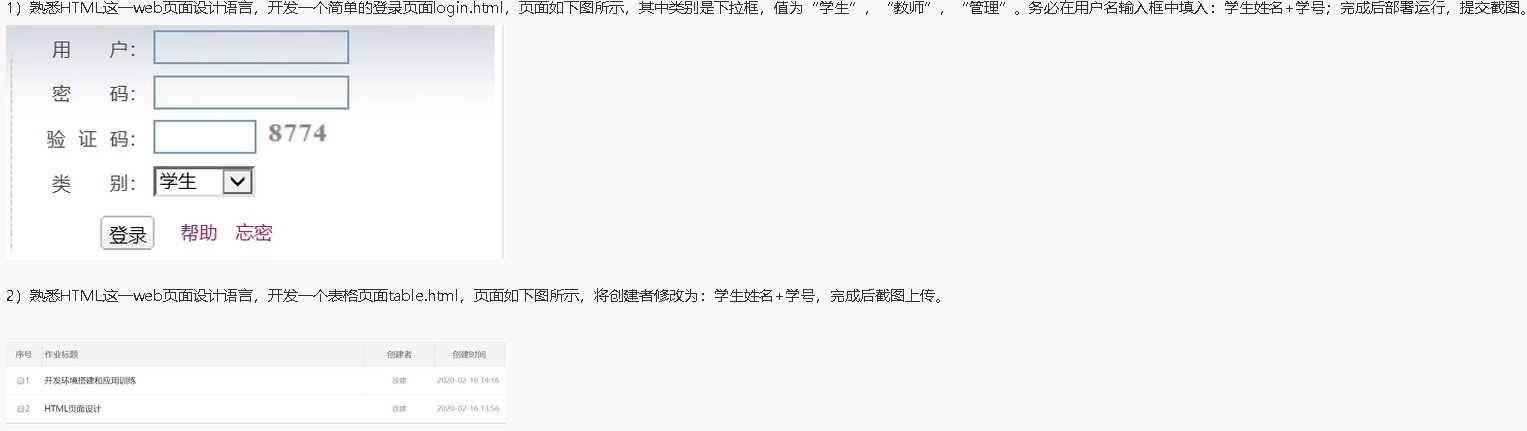 1）熟悉HTML这一web页面设计语言，开发一个简单的登录页面login.html，页面如下图所示，其中类别是下拉框，值为“学生”，“教师”，“管理”。务必在用户名输入框中填入：学生姓名+学号；完成后部署运行，提交截图。
用 户：
密 码：
验 证 码： 8774
类 别： 学生
登录 帮助 忘密
2）熟悉HTML这一web页面设计语言，开发一个表格页面table.html，页面如下图所示，将创建者修改为：学生姓名+学号，完成后截图上传。
序号 作业标题 创建者 创建时间
1 开发环境搭建和应用训练 徐建 2020-02-16 14:16
2 HTML页面设计 徐建 2020-02-16 13:56